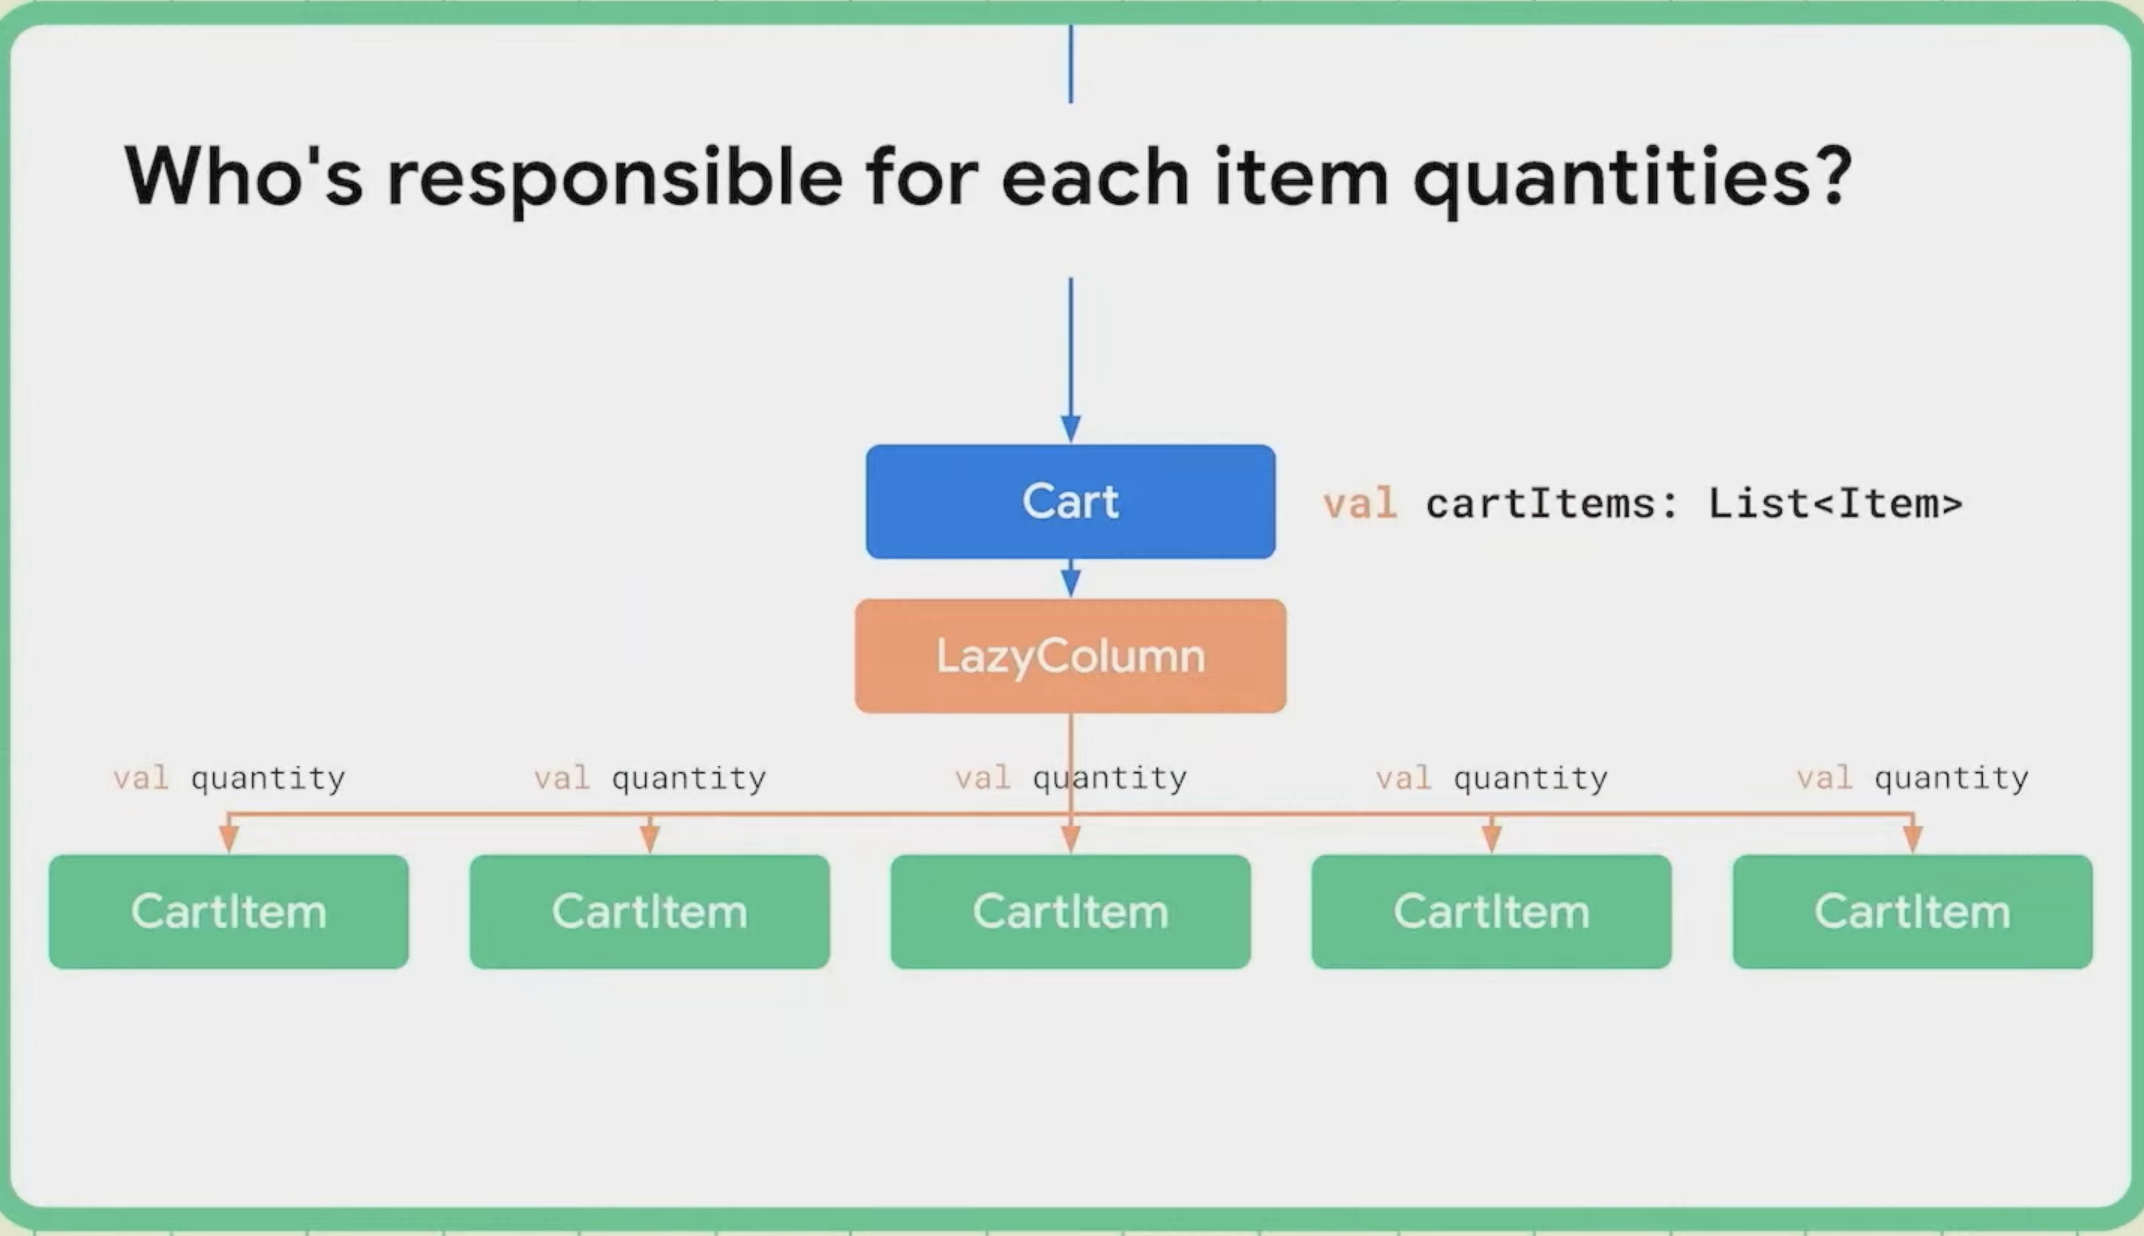 Who's responsible for each item quantities?
Cart
val cartItems: List<Item>
LazyColumn
val quantity
val quantity
val quantity
val quantity
val quantity
CartItem
CartItem
CartItem
CartItem
CartItem